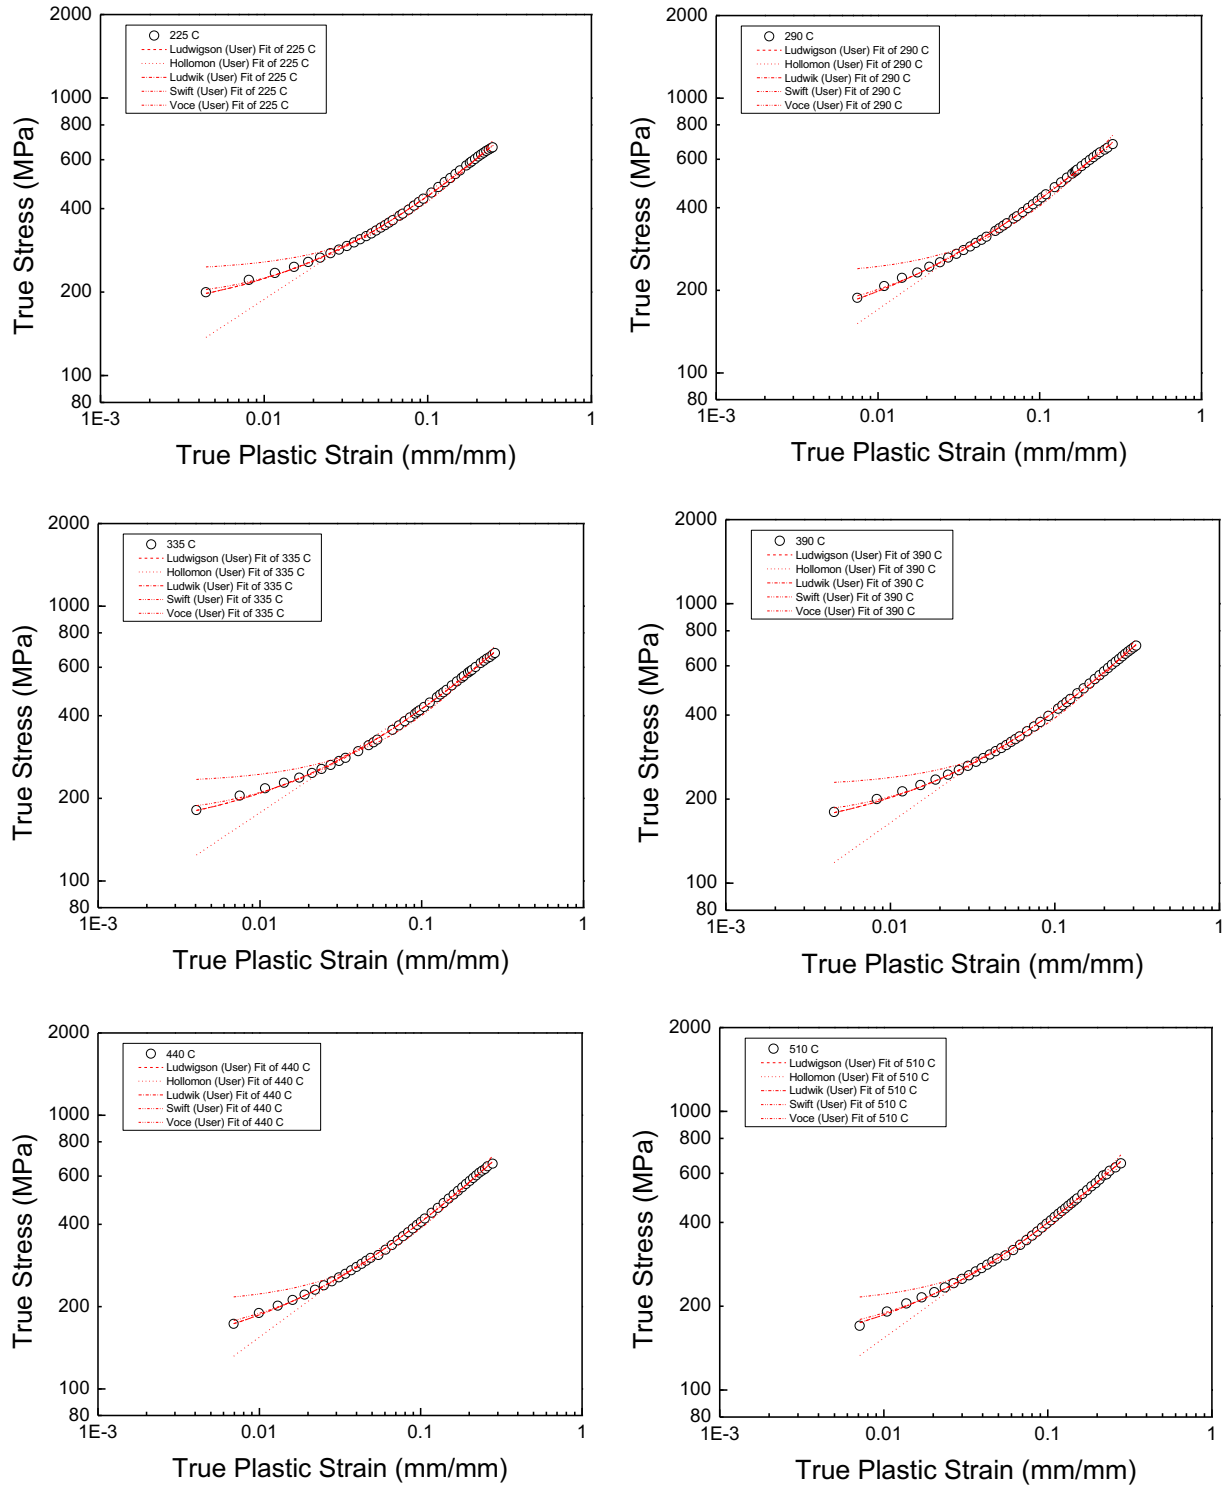 2000
1000
800
600
400
200
100
80
1E-3
0.01
0.1
1
True Stress (MPa)
True Plastic Strain (mm/mm)
225 C
Ludwigson (User) Fit of 225 C
Hollomon (User) Fit of 225 C
Ludwik (User) Fit of 225 C
Swift (User) Fit of 225 C
Voce (User) Fit of 225 C
2000
1000
800
600
400
200
100
80
1E-3
0.01
0.1
1
True Stress (MPa)
True Plastic Strain (mm/mm)
290 C
Ludwigson (User) Fit of 290 C
Hollomon (User) Fit of 290 C
Ludwik (User) Fit of 290 C
Swift (User) Fit of 290 C
Voce (User) Fit of 290 C
2000
1000
800
600
400
200
100
80
1E-3
0.01
0.1
1
True Stress (MPa)
True Plastic Strain (mm/mm)
335 C
Ludwigson (User) Fit of 335 C
Hollomon (User) Fit of 335 C
Ludwik (User) Fit of 335 C
Swift (User) Fit of 335 C
Voce (User) Fit of 335 C
2000
1000
800
600
400
200
100
80
1E-3
0.01
0.1
1
True Stress (MPa)
True Plastic Strain (mm/mm)
390 C
Ludwigson (User) Fit of 390 C
Hollomon (User) Fit of 390 C
Ludwik (User) Fit of 390 C
Swift (User) Fit of 390 C
Voce (User) Fit of 390 C
2000
1000
800
600
400
200
100
80
1E-3
0.01
0.1
1
True Stress (MPa)
True Plastic Strain (mm/mm)
440 C
Ludwigson (User) Fit of 440 C
Hollomon (User) Fit of 440 C
Ludwik (User) Fit of 440 C
Swift (User) Fit of 440 C
Voce (User) Fit of 440 C
2000
1000
800
600
400
200
100
80
1E-3
0.01
0.1
1
True Stress (MPa)
True Plastic Strain (mm/mm)
510 C
Ludwigson (User) Fit of 510 C
Hollomon (User) Fit of 510 C
Ludwik (User) Fit of 510 C
Swift (User) Fit of 510 C
Voce (User) Fit of 510 C